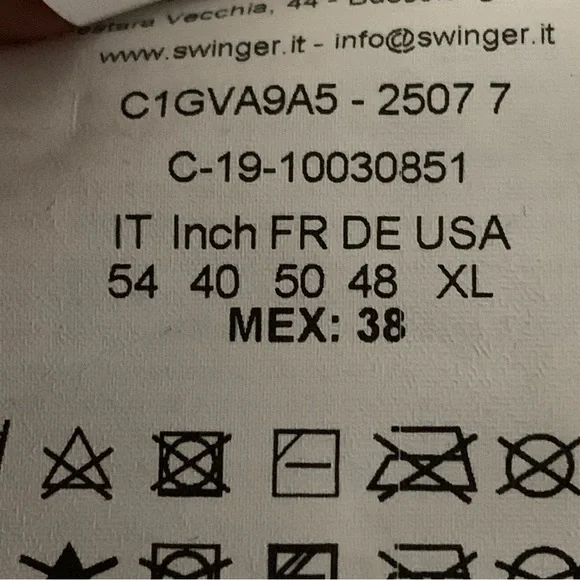 Vecchia, 44 -
www.swinger.it - info@swinger.it
C1GVA9A5 - 2507 7
C-19-10030851
IT Inch FR DE USA
54 40 50 48 XL
MEX: 38